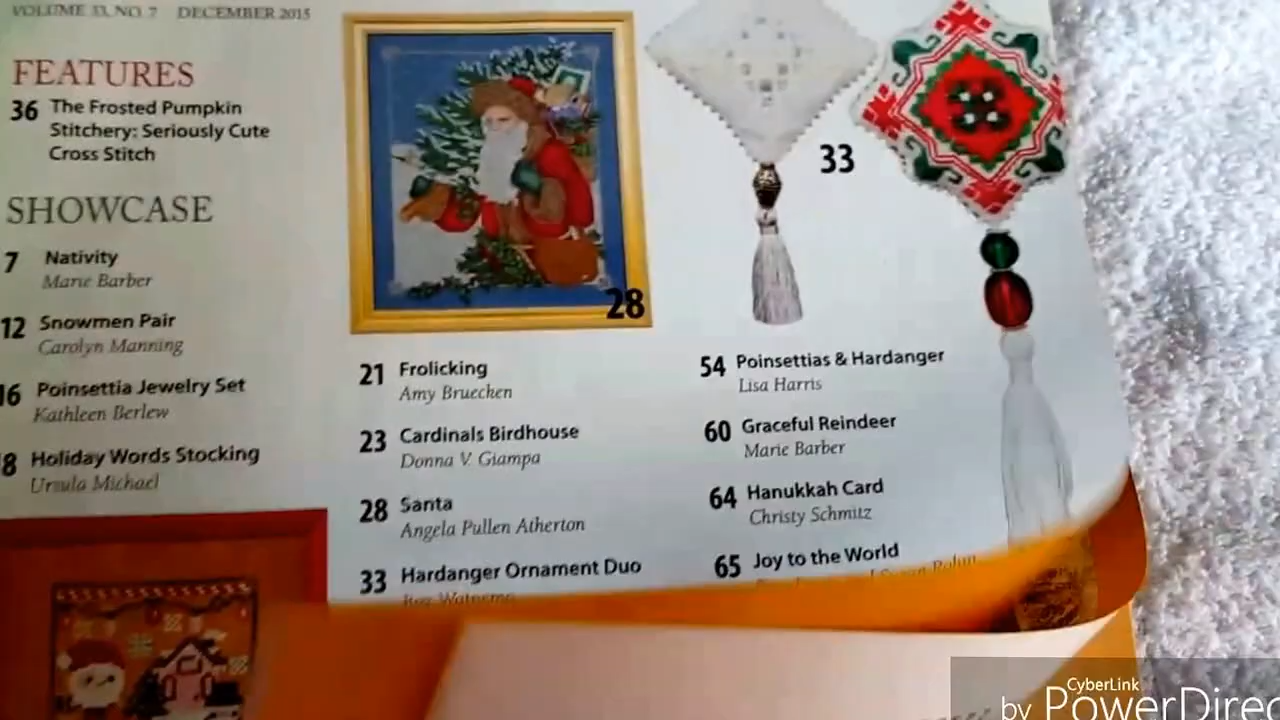 VOLUME 33, NO. 7 DECEMBER 2015
FEATURES
36 The Frosted Pumpkin
Stitchery: Seriously Cute
Cross Stitch
SHOWCASE
7 Nativity
Marie Barber
12 Snowmen Pair
Carolyn Manning
16 Poinsettia Jewelry Set
Kathleen Berlew
8 Holiday Words Stocking
Ursula Michael
28
33
21 Frolicking
Amy Bruecken
23 Cardinals Birdhouse
Donna V. Giampa
28 Santa
Angela Pullen Atherton
33 Hardanger Ornament Duo
54 Poinsettias & Hardanger
Lisa Harris
60 Graceful Reindeer
Marie Barber
64 Hanukkah Card
Christy Schmitz
65 Joy to the World
CyberLink
by PowerDirec